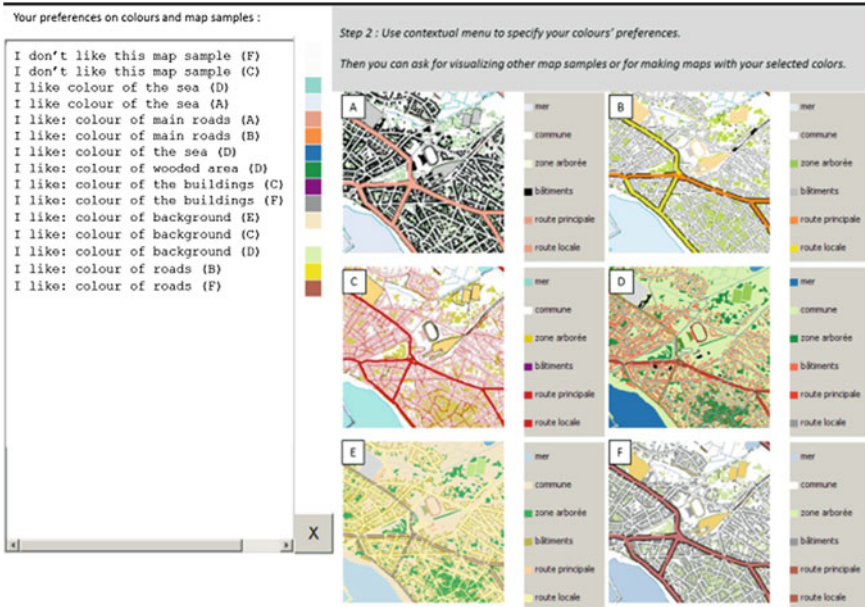 Your preferences on colours and map samples :
I don't like this map sample (F)
I don't like this map sample (C)
I like colour of the sea (D)
I like colour of the sea (A)
I like: colour of main roads (A)
I like: colour of main roads (B)
I like: colour of the sea (D)
I like: colour of wooded area (D)
I like: colour of the buildings (C)
I like: colour of the buildings (F)
I like: colour of background (E)
I like: colour of background (C)
I like: colour of background (D)
I like: colour of roads (B)
I like: colour of roads (F)
X
Step 2 : Use contextual menu to specify your colours' preferences.
Then you can ask for visualizing other map samples or for making maps with your selected colors.
A
mer
commune
zone arborée
bâtiments
route principale
route locale
B
mer
commune
zone arborée
bâtiments
route principale
route locale
C
mer
commune
zone arborée
bâtiments
route principale
route locale
D
mer
commune
zone arborée
bâtiments
route principale
route locale
E
mer
commune
zone arborée
bâtiments
route principale
route locale
F
mer
commune
zone arborée
bâtiments
route principale
route locale